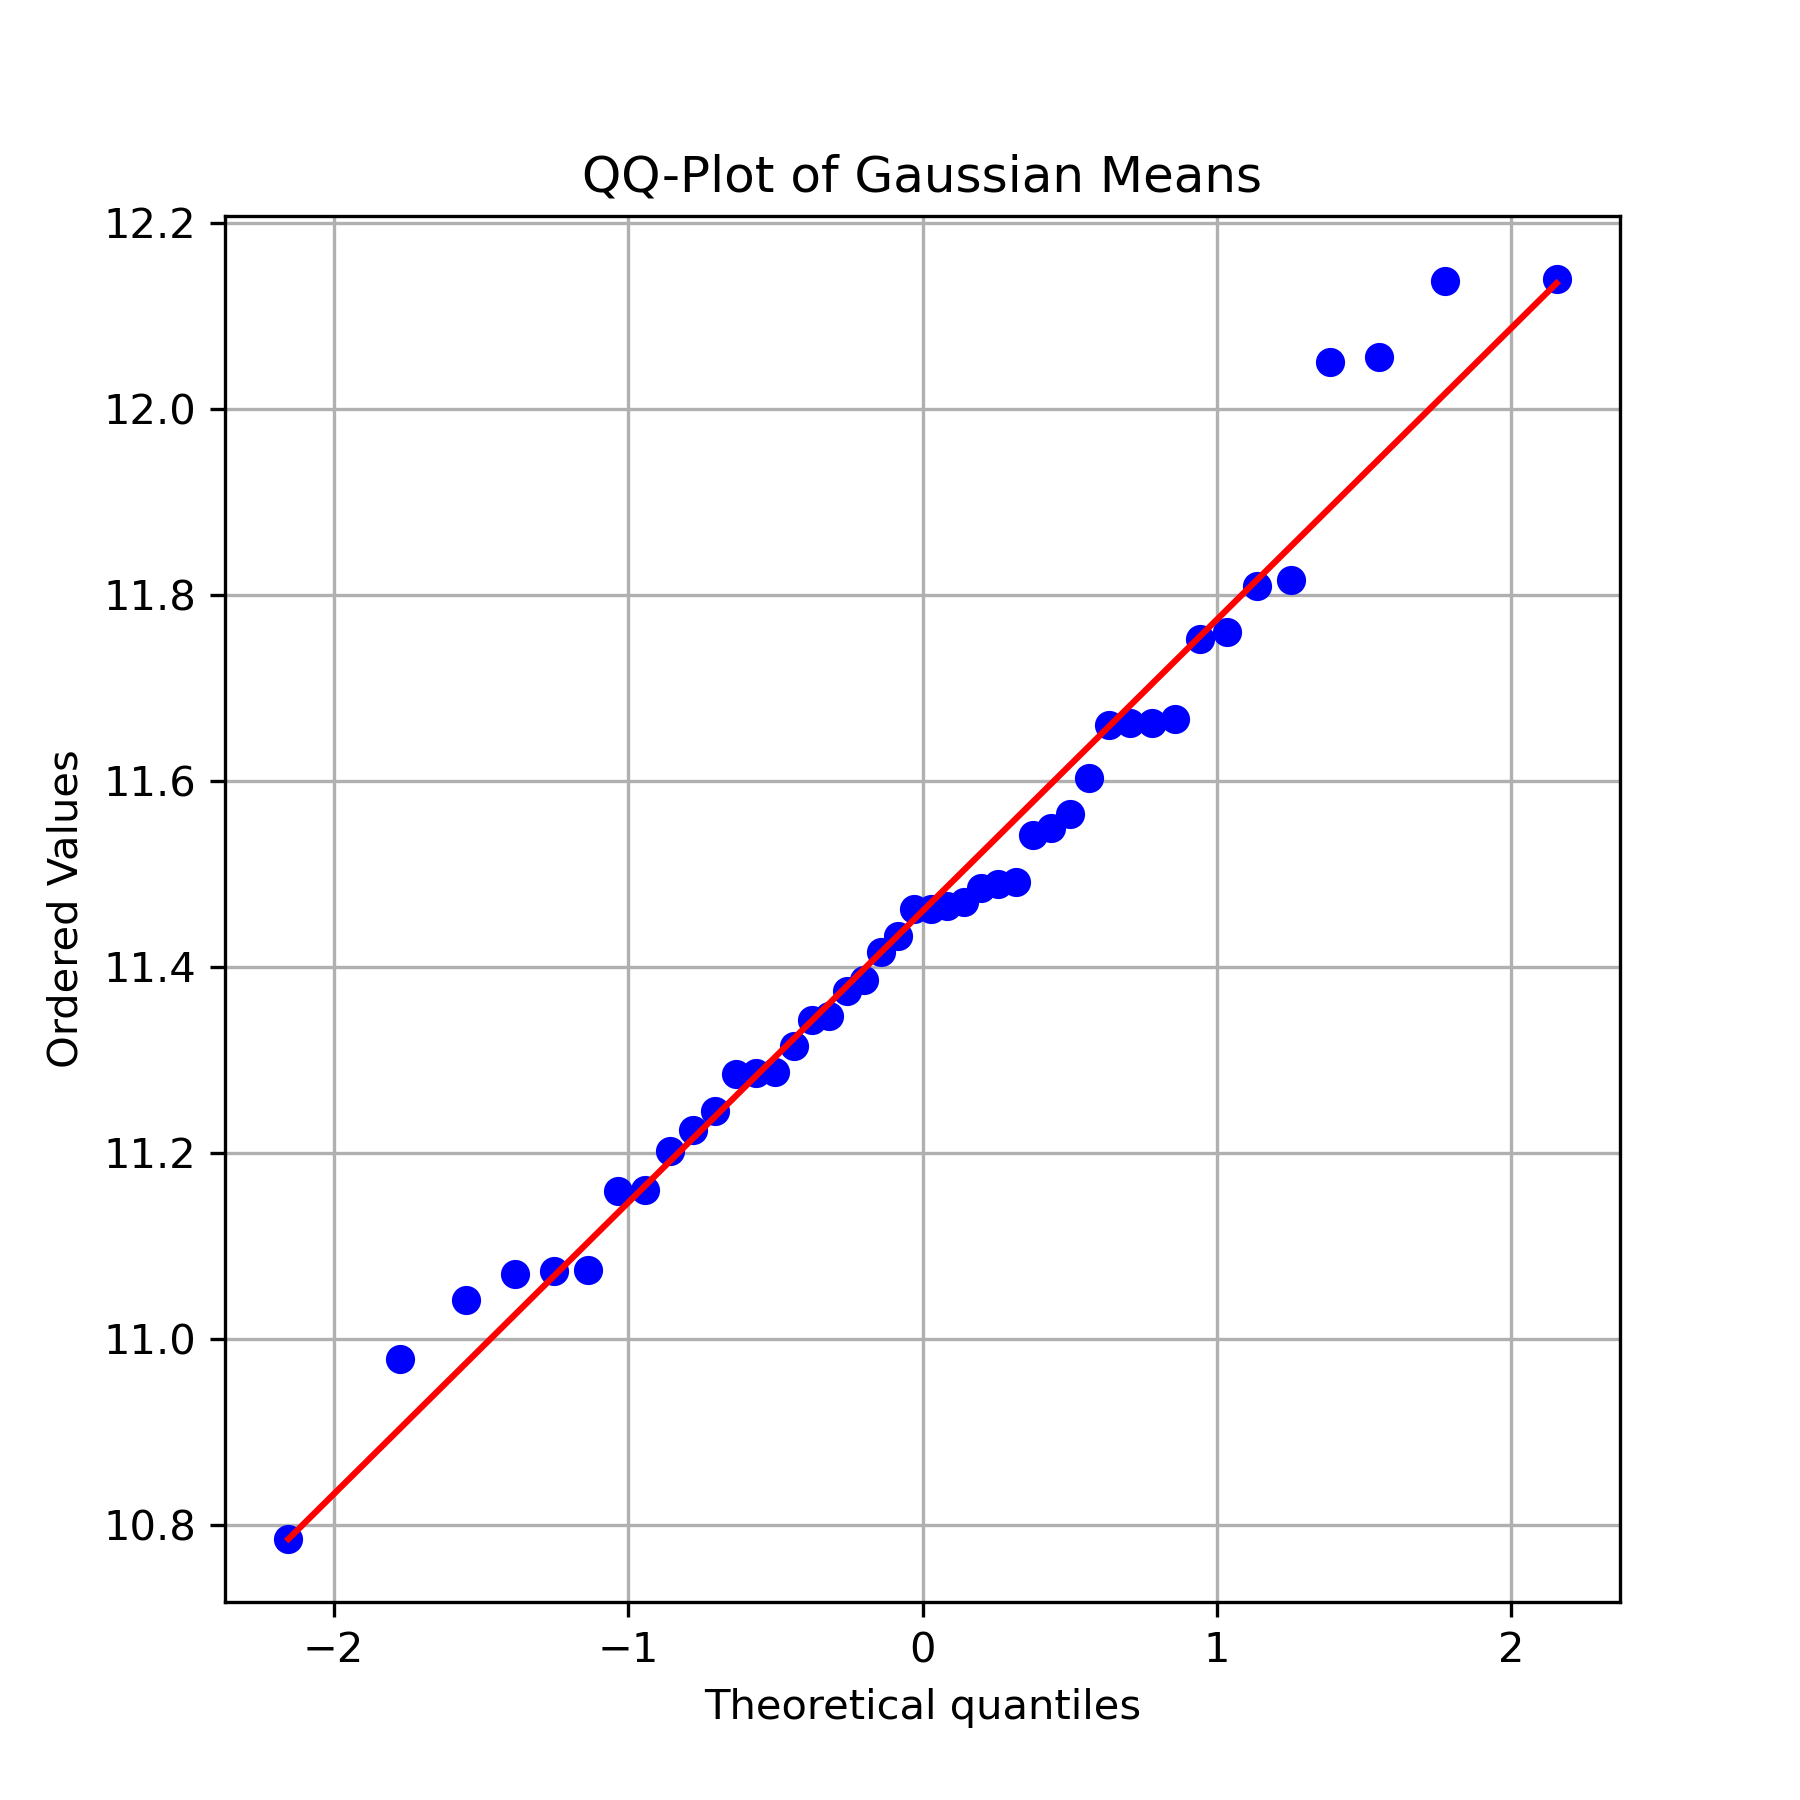 QQ-Plot of Gaussian Means
12.2
12.0
11.8
11.6
11.4
11.2
11.0
10.8
Ordered Values
−2 −1 0 1 2
Theoretical quantiles